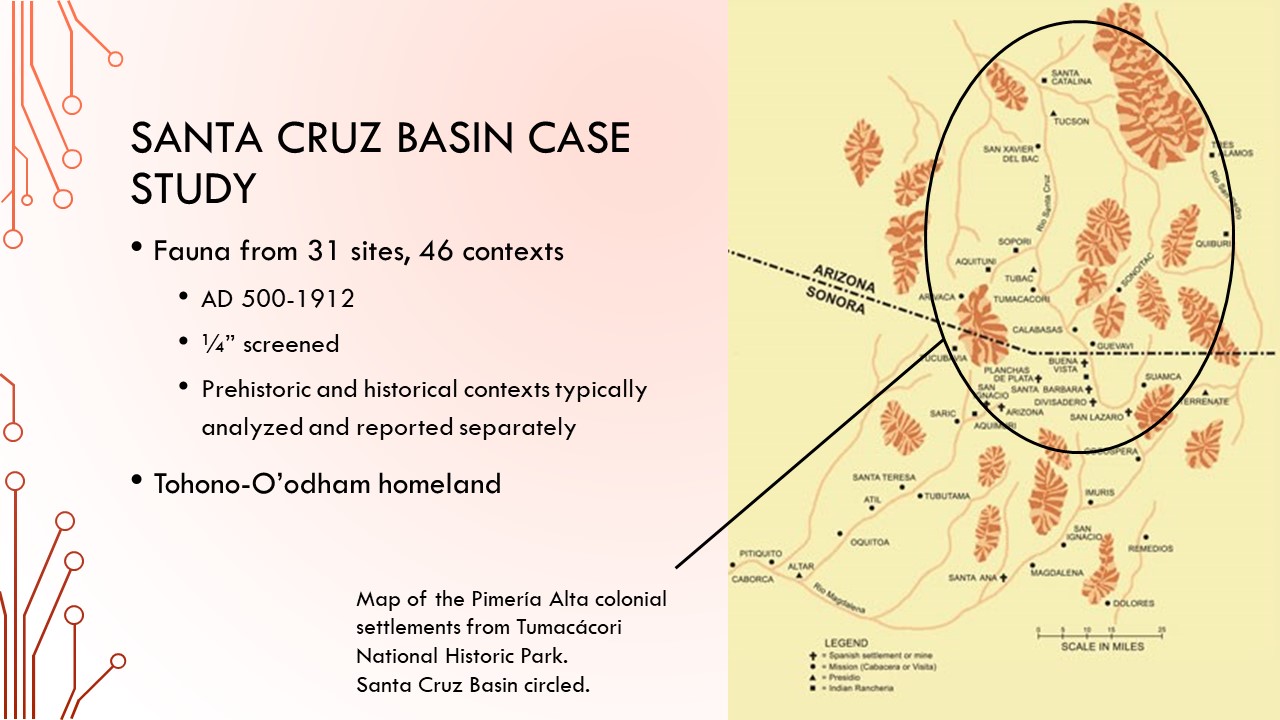 SANTA CRUZ BASIN CASE
STUDY
• Fauna from 31 sites, 46 contexts
• AD 500-1912
• ¼” screened
• Prehistoric and historical contexts typically
analyzed and reported separately
• Tohono-O’odham homeland
Map of the Pimería Alta colonial
settlements from Tumacácori
National Historic Park.
Santa Cruz Basin circled.
SANTA
CATALINA
TUCSON
SAN XAVIER
DEL BAC
TRES
ALAMOS
Rio Santa Cruz
Rio San Pedro
SOPORI
QUIBURI
AQUITUNI
SONOITAC
TUBAC
ARIZONA
SONORA
ARIVACA
TUMACACORI
CALABASAS
GUEVAVI
TUCUBAVIA
BUENA
VISTA
PLANCHAS
DE PLATA
SUAMCA
SAN
IGNACIO
SANTA BARBARA
DIVISADERO
TERRENATE
SARIC
ARIZONA
SAN LAZARO
AQUIMURI
COCOSPERA
SANTA TERESA
ATIL
TUBUTAMA
IMURIS
OQUITOA
SAN
IGNACIO
REMEDIOS
PITIQUITO
ALTAR
CABORCA
SANTA ANA
MAGDALENA
Rio Magdalena
DOLORES
0 5 10 15 25
SCALE IN MILES
LEGEND
= Spanish settlement or mine
= Mission (Cabacera or Visita)
= Presidio
= Indian Rancheria